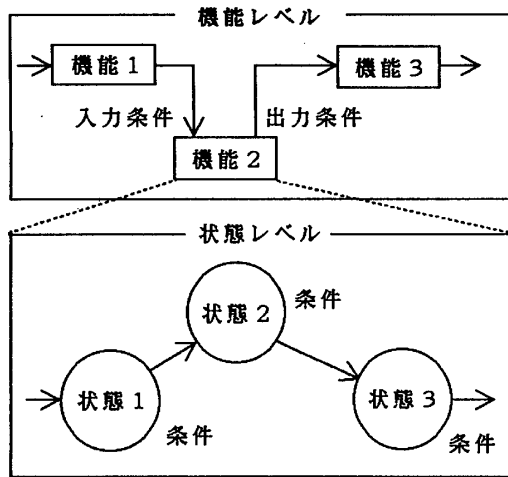 機能レベル
機能1
機能3
入力条件
出力条件
機能2
状態レベル
状態2
条件
状態1
状態3
条件
条件